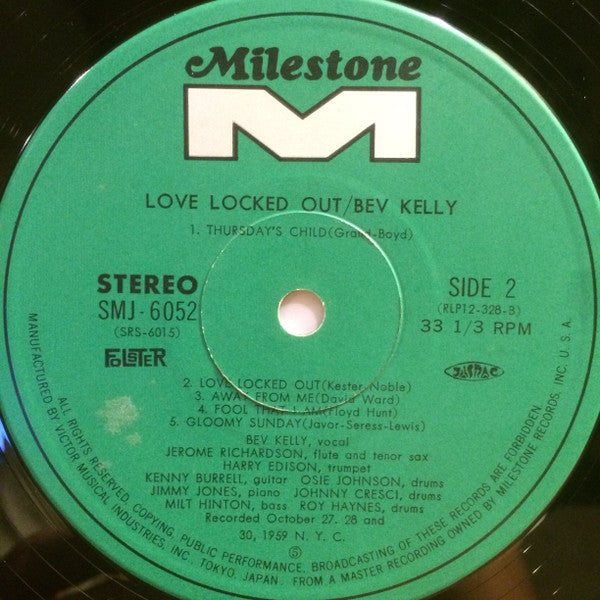 Milestone
M
LOVE LOCKED OUT/BEV KELLY
1. THURSDAY'S CHILD(Grand-Boyd)
STEREO
SMJ-6052
(SRS-6015)
FOLSTER
SIDE 2
(RLP12-328-B)
33 1/3 RPM
JASRAC
2. LOVE LOCKED OUT(Kester-Noble)
3. AWAY FROM ME(David Ward)
4. FOOL THAT I AM(Floyd Hunt)
5. GLOOMY SUNDAY(Javor-Seress-Lewis)
BEV KELLY, vocal
JEROME RICHARDSON, flute and tenor sax
HARRY EDISON, trumpet
KENNY BURRELL, guitar OSIE JOHNSON, drums
JIMMY JONES, piano JOHNNY CRESCI, drums
MILT HINTON, bass ROY HAYNES, drums
Recorded October 27, 28 and
30, 1959 N. Y. C.
S
MANUFACTURED BY VICTOR MUSICAL INDUSTRIES, INC., TOKYO, JAPAN. FROM A MASTER RECORDING OWNED BY MILESTONE RECORDS, INC. U. S. A.
ALL RIGHTS RESERVED. COPYING, PUBLIC PERFORMANCE, BROADCASTING OF THESE RECORDS ARE FORBIDDEN.